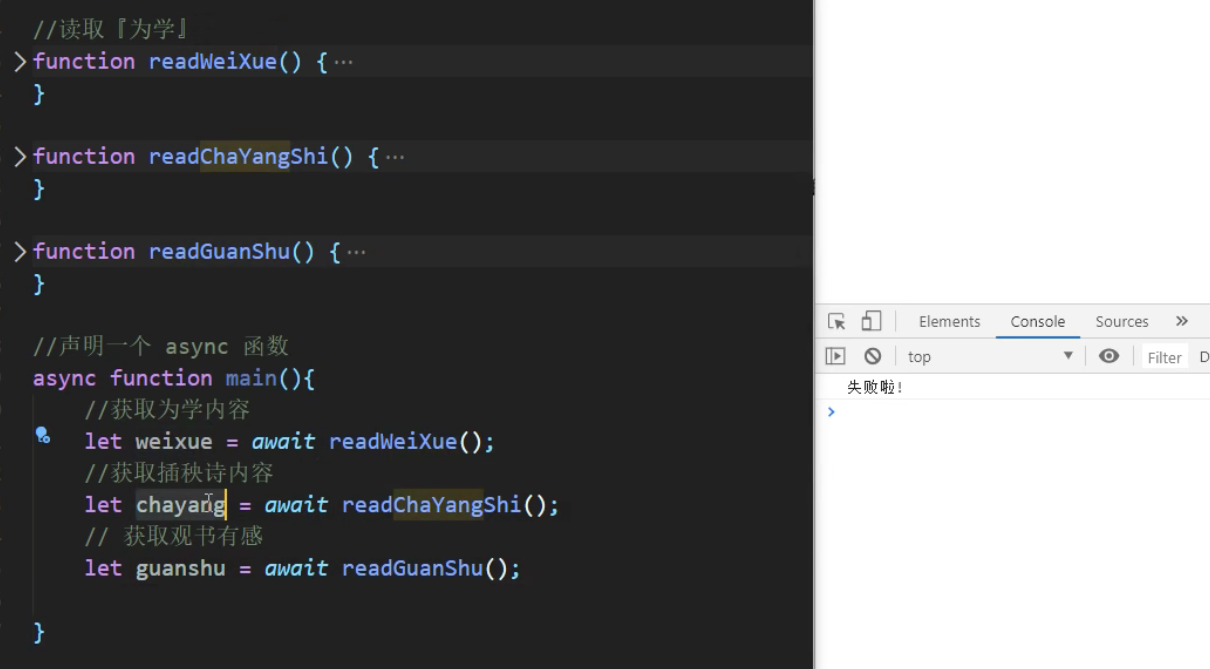 //读取『为学』
function readWeiXue() {···
}
function readChaYangShi() {···
}
function readGuanShu() {···
}
//声明一个 async 函数
async function main(){
//获取为学内容
let weixue = await readWeiXue();
//获取插秧诗内容
let chayang = await readChaYangShi();
// 获取观书有感
let guanshu = await readGuanShu();
}
Elements Console Sources »
top Filter D
失败啦!